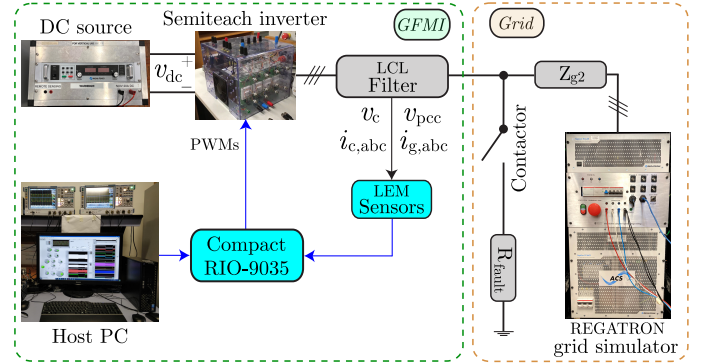 DC source
Semiteach inverter
GFMI
Grid
v_dc
+
−
LCL
Filter
Z_g2
v_c v_pcc
i_c,abc i_g,abc
PWMs
Contactor
LEM
Sensors
Compact
RIO-9035
R_fault
ACS
Host PC
REGATRON
grid simulator